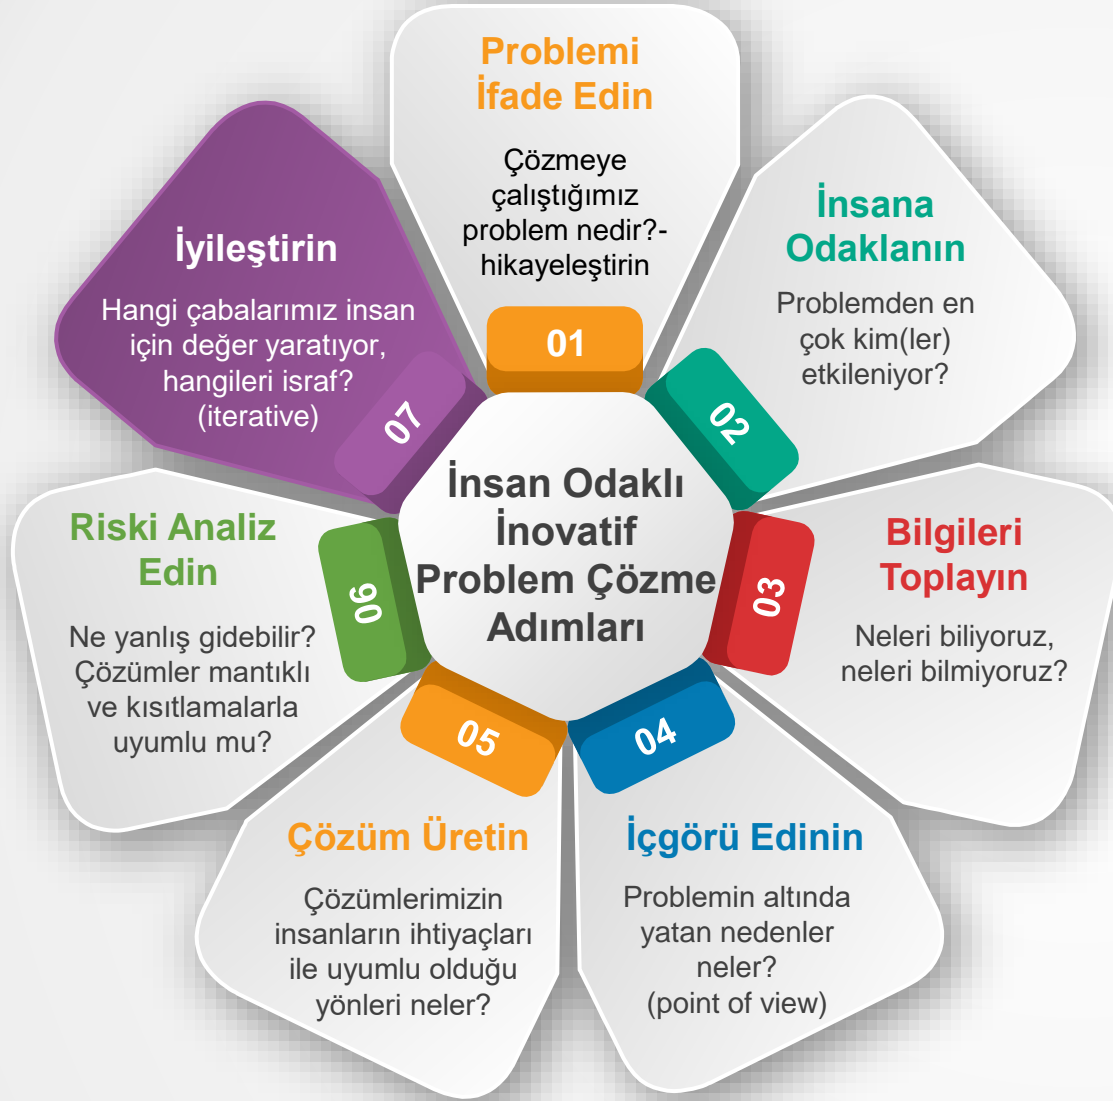 Problemi
İfade Edin
Çözmeye
çalıştığımız
problem nedir?-
hikayeleştirin
01
İnsana
Odaklanın
Problemden en
çok kim(ler)
etkileniyor?
02
Bilgileri
Toplayın
Neleri biliyoruz,
neleri bilmiyoruz?
03
İçgörü Edinin
Problemin altında
yatan nedenler
neler?
(point of view)
04
Çözüm Üretin
Çözümlerimizin
insanların ihtiyaçları
ile uyumlu olduğu
yönleri neler?
05
Riski Analiz
Edin
Ne yanlış gidebilir?
Çözümler mantıklı
ve kısıtlamalarla
uyumlu mu?
06
İyileştirin
Hangi çabalarımız insan
için değer yaratıyor,
hangileri israf?
(iterative)
07
İnsan Odaklı
İnovatif
Problem Çözme
Adımları